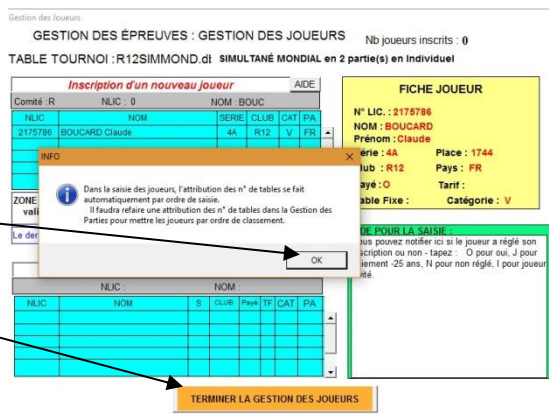 Gestion des Joueurs
GESTION DES ÉPREUVES : GESTION DES JOUEURS
Nb joueurs inscrits : 0
TABLE TOURNOI : R12SIMMOND.dt SIMULTANÉ MONDIAL en 2 partie(s) en Individuel
Inscription d'un nouveau joueur
AIDE
Comité :R NLIC : 0 NOM : BOUC
NLIC NOM SERIE CLUB CAT PA
2175786 BOUCARD Claude 4A R12 V FR
FICHE JOUEUR
N° LIC. : 2175786
NOM : BOUCARD
Prénom : Claude
érie : 4A Place : 1744
lub : R12 Pays : FR
ayé : O Tarif :
able Fixe : Catégorie : V
INFO
Dans la saisie des joueurs, l'attribution des n° de tables se fait
automatiquement par ordre de saisie.
Il faudra refaire une attribution des n° de tables dans la Gestion des
Parties pour mettre les joueurs par ordre de classement.
OK
ZONE
vali
Le der
DE POUR LA SAISIE :
ous pouvez notifier ici si le joueur a réglé son
scription ou non - tapez : O pour oui, J pour
iement -25 ans, N pour non réglé, I pour joueur
vité.
NLIC : NOM :
NLIC NOM S CLUB Payé TF CAT PA
TERMINER LA GESTION DES JOUEURS